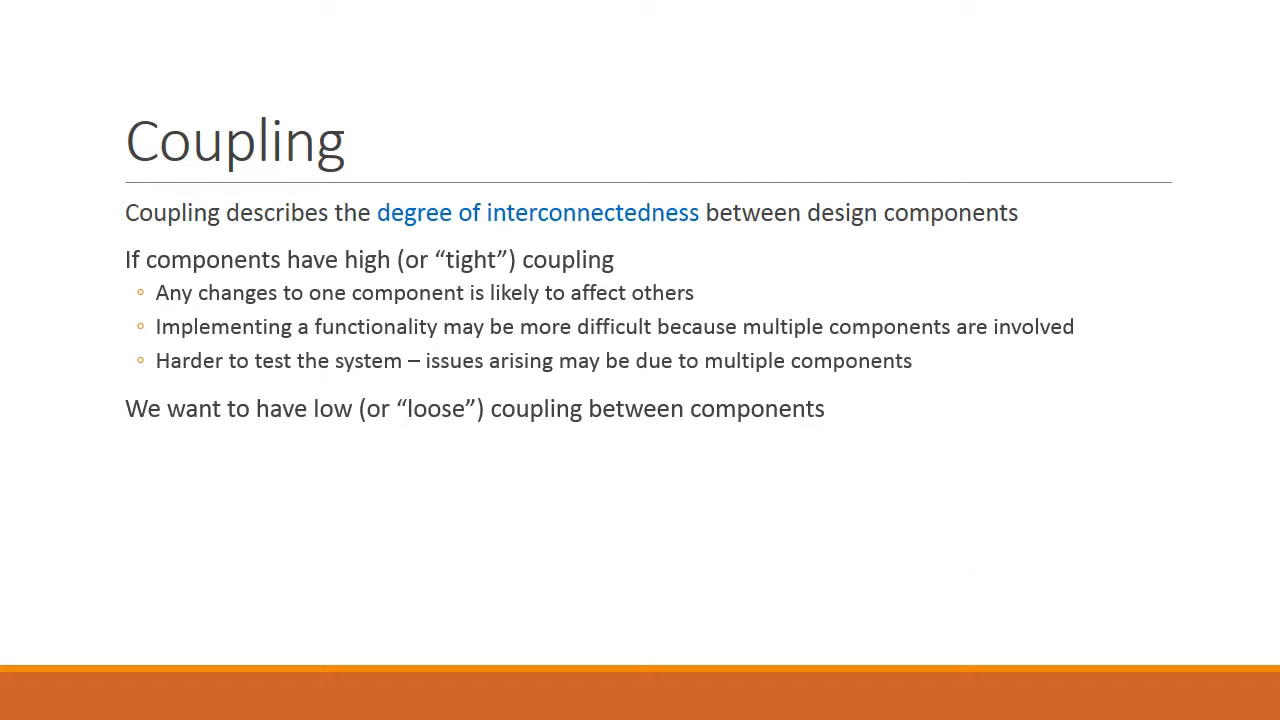 Coupling
Coupling describes the degree of interconnectedness between design components
If components have high (or “tight”) coupling
◦ Any changes to one component is likely to affect others
◦ Implementing a functionality may be more difficult because multiple components are involved
◦ Harder to test the system – issues arising may be due to multiple components
We want to have low (or “loose”) coupling between components